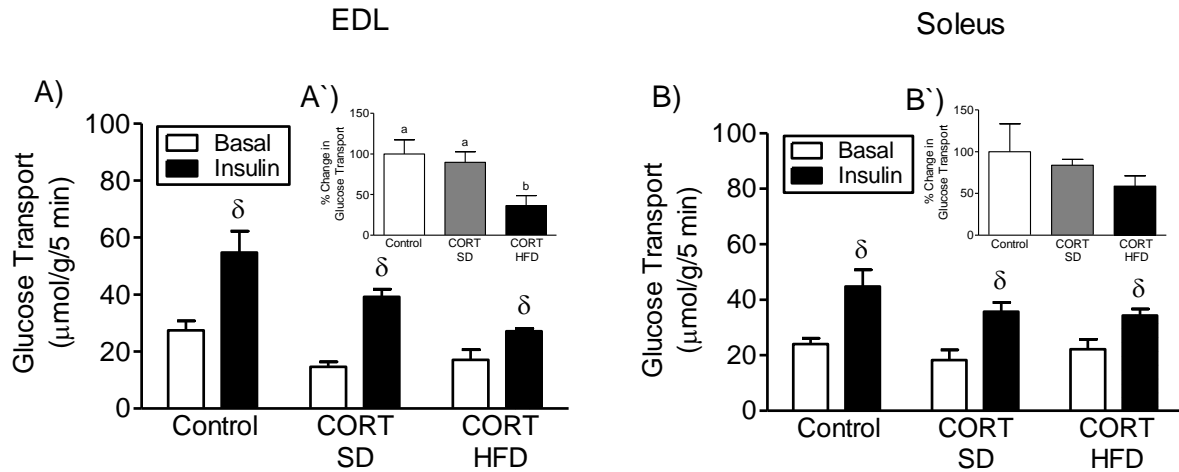 EDL
Soleus
A)
A`)
B)
B`)
Glucose Transport
(μmol/g/5 min)
100
80
60
40
20
0
Basal
Insulin
δ
δ
δ
Control
CORT
SD
CORT
HFD
% Change in
Glucose Transport
150
100
50
0
a
a
b
Control
CORT
SD
CORT
HFD
Glucose Transport
(μmol/g/5 min)
100
80
60
40
20
0
Basal
Insulin
δ
δ
δ
Control
CORT
SD
CORT
HFD
% Change in
Glucose Transport
150
100
50
0
Control
CORT
SD
CORT
HFD